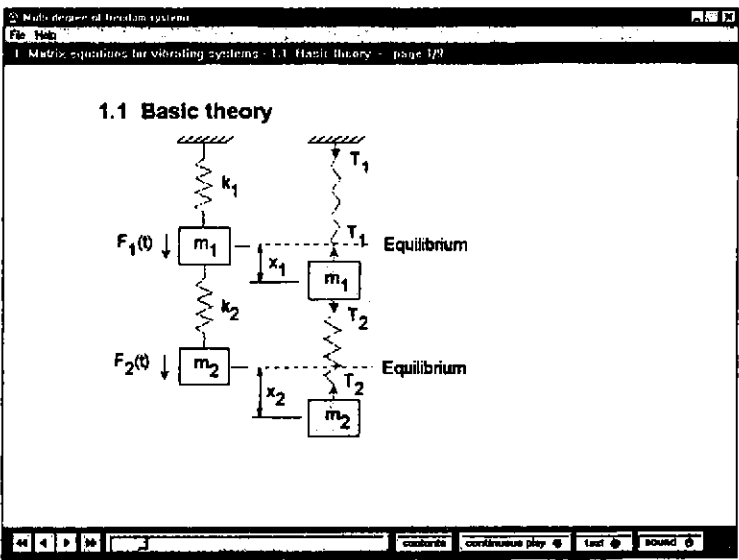 Multi degree of freedom systems
File Help
1 Matrix equations for vibrating systems - 1.1 Basic theory - page 1/9
1.1 Basic theory
k1
T1
F1(t)
m1
T1
Equilibrium
x1
m1
k2
T2
F2(t)
m2
Equilibrium
x2
T2
m2
contents continuous play text sound